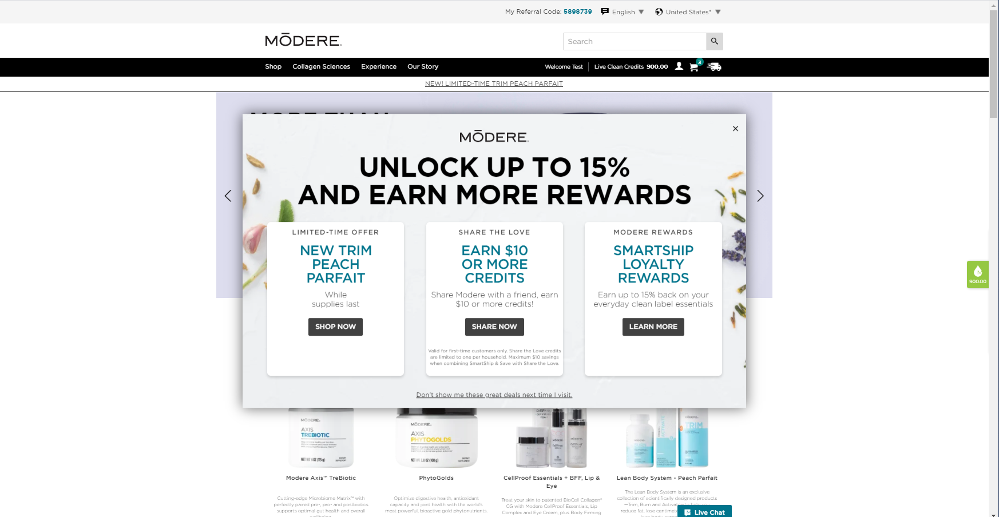 My Referral Code: 5898739 English United States*
MŌDERE.
Search
Shop Collagen Sciences Experience Our Story Welcome Test Live Clean Credits 900.00 3
NEW! LIMITED-TIME TRIM PEACH PARFAIT
MORE THAN
MŌDERE.
UNLOCK UP TO 15%
AND EARN MORE REWARDS
LIMITED-TIME OFFER
NEW TRIM
PEACH
PARFAIT
While
supplies last
SHOP NOW
SHARE THE LOVE
EARN $10
OR MORE
CREDITS
Share Modere with a friend, earn
$10 or more credits!
SHARE NOW
Valid for first-time customers only. Share the Love credits
are limited to one per household. Maximum $10 savings
when combining SmartShip & Save with Share the Love.
MODERE REWARDS
SMARTSHIP
LOYALTY
REWARDS
Earn up to 15% back on your
everyday clean label essentials
LEARN MORE
900.00
Don't show me these great deals next time I visit.
MŌDERE.
AXIS
TREBIOTIC
NET WT 4 OZ (115 g)
MŌDERE.
AXIS
PHYTOGOLDS
NET WT 3.8 OZ (108 g)
ACTIVATE
TRIM
Modere Axis™ TreBiotic
Cutting-edge Microbiome Matrix™ with
perfectly paired pre-, pro- and postbiotics
supports optimal gut health and overall
wellbeing.
PhytoGolds
Optimize digestive health, antioxidant
capacity and joint health with the world's
most powerful, bioactive gold phytonutrients.
CellProof Essentials + BFF, Lip &
Eye
Treat your skin to patented BioCell Collagen®
CG with Modere CellProof Essentials, Lip
Complex and Eye Cream, plus Body Firming
Lean Body System - Peach Parfait
The Lean Body System is an exclusive
collection of scientifically designed products
—Trim, Burn and Activate—to help you
reduce fat, lose centimeters
Live Chat